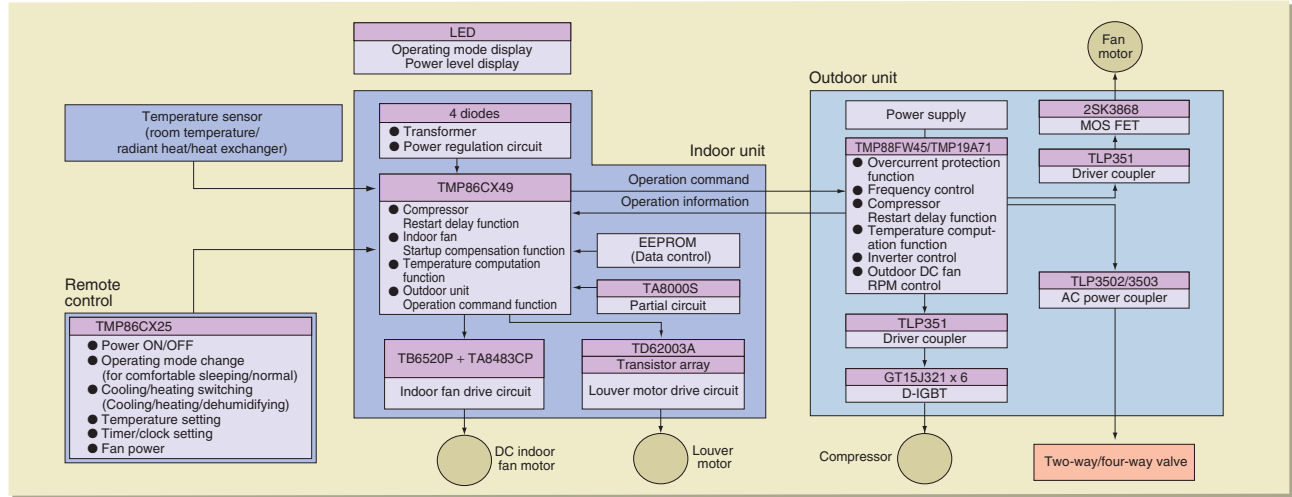 LED
Operating mode display
Power level display
Temperature sensor
(room temperature/
radiant heat/heat exchanger)
Remote
control
TMP86CX25
● Power ON/OFF
● Operating mode change
(for comfortable sleeping/normal)
● Cooling/heating switching
(Cooling/heating/dehumidifying)
● Temperature setting
● Timer/clock setting
● Fan power
Indoor unit
4 diodes
● Transformer
● Power regulation circuit
TMP86CX49
● Compressor
Restart delay function
● Indoor fan
Startup compensation function
● Temperature computation
function
● Outdoor unit
Operation command function
EEPROM
(Data control)
TA8000S
Partial circuit
TB6520P + TA8483CP
Indoor fan drive circuit
TD62003A
Transistor array
Louver motor drive circuit
DC indoor
fan motor
Louver
motor
Operation command
Operation information
Outdoor unit
Power supply
TMP88FW45/TMP19A71
● Overcurrent protection
function
● Frequency control
● Compressor
Restart delay function
● Temperature comput-
ation function
● Inverter control
● Outdoor DC fan
RPM control
TLP351
Driver coupler
GT15J321 x 6
D-IGBT
Compressor
Fan
motor
2SK3868
MOS FET
TLP351
Driver coupler
TLP3502/3503
AC power coupler
Two-way/four-way valve